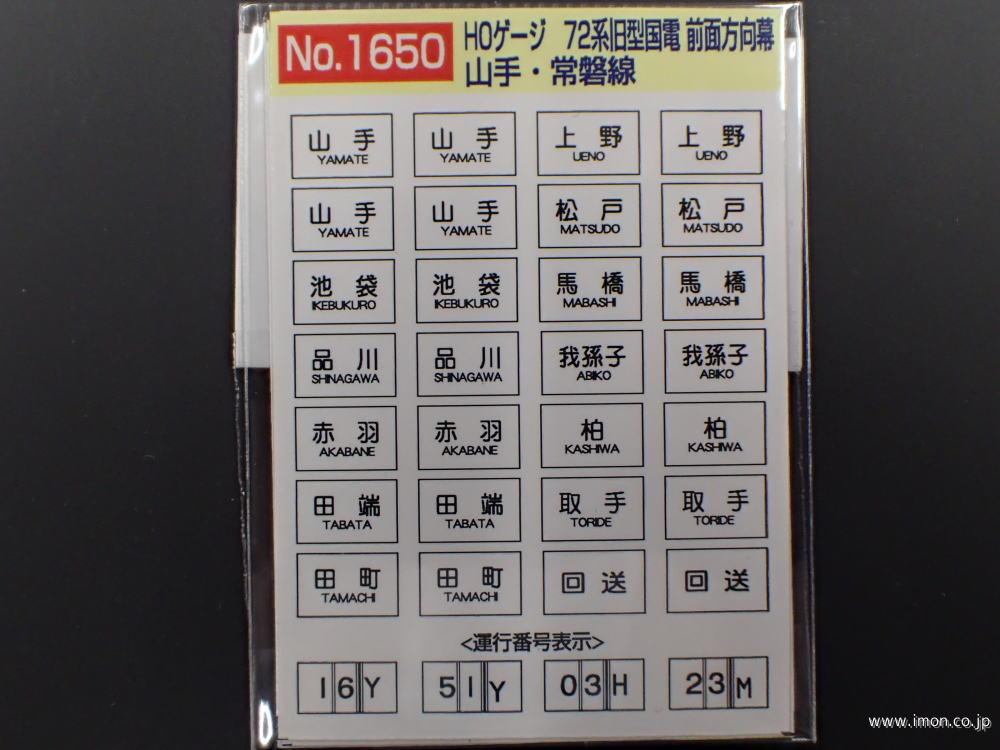 No.1650
HOゲージ 72系旧型国電 前面方向幕
山手・常磐線
山手 山手 上野 上野
YAMATE YAMATE UENO UENO
山手 山手 松戸 松戸
YAMATE YAMATE MATSUDO MATSUDO
池袋 池袋 馬橋 馬橋
IKEBUKURO IKEBUKURO MABASHI MABASHI
品川 品川 我孫子 我孫子
SHINAGAWA SHINAGAWA ABIKO ABIKO
赤羽 赤羽 柏 柏
AKABANE AKABANE KASHIWA KASHIWA
田端 田端 取手 取手
TABATA TABATA TORIDE TORIDE
田町 田町 回送 回送
TAMACHI TAMACHI
<運行番号表示>
16Y 51Y 03H 23M
www.imon.co.jp